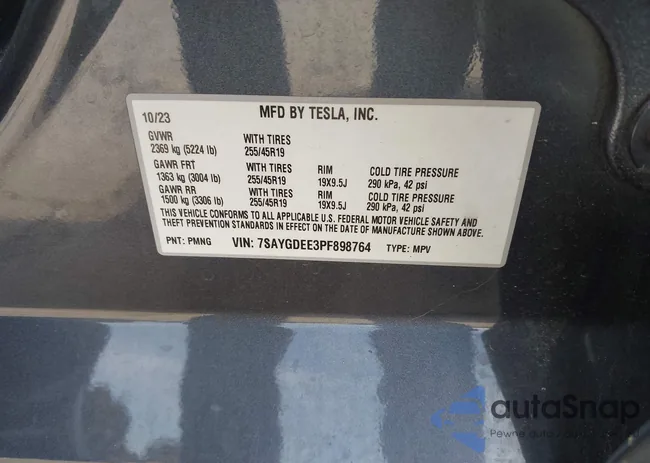 10/23 MFD BY TESLA, INC.
GVWR WITH TIRES
2369 kg (5224 lb) 255/45R19
GAWR FRT WITH TIRES RIM COLD TIRE PRESSURE
1363 kg (3004 lb) 255/45R19 19X9.5J 290 kPa, 42 psi
GAWR RR WITH TIRES RIM COLD TIRE PRESSURE
1500 kg (3306 lb) 255/45R19 19X9.5J 290 kPa, 42 psi
THIS VEHICLE CONFORMS TO ALL APPLICABLE U.S. FEDERAL MOTOR VEHICLE SAFETY AND
THEFT PREVENTION STANDARDS IN EFFECT ON THE DATE OF MANUFACTURE SHOWN ABOVE.
PNT: PMNG VIN: 7SAYGDEE3PF898764 TYPE: MPV
autaSnap
Pewne auto